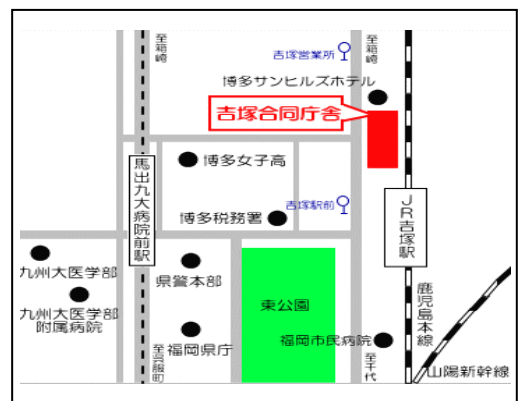 至箱崎
吉塚営業所
至箱崎
博多サンヒルズホテル
吉塚合同庁舎
馬出九大病院前駅
博多女子高
吉塚駅前
博多税務署
JR吉塚駅
九州大医学部
県警本部
九州大医学部
附属病院
東公園
鹿児島本線
福岡県庁
至呉服町
福岡市民病院
至千代
山陽新幹線